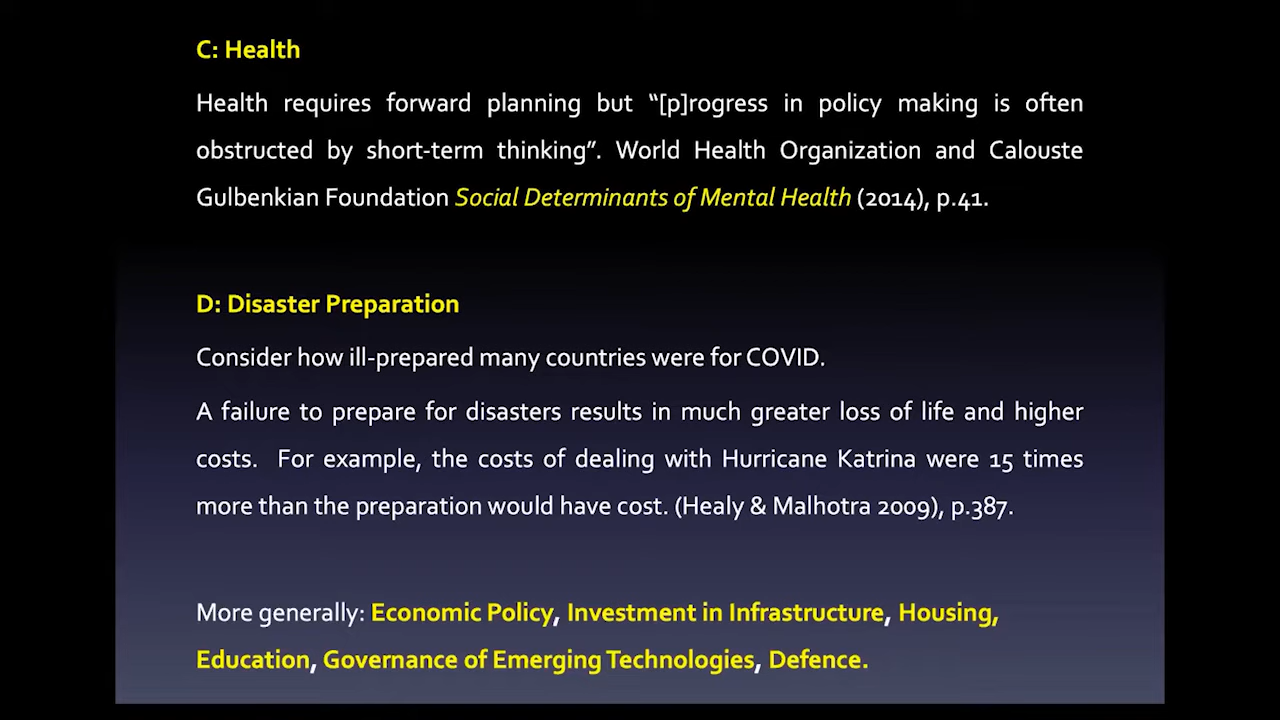 C: Health
Health requires forward planning but “[p]rogress in policy making is often
obstructed by short-term thinking”. World Health Organization and Calouste
Gulbenkian Foundation Social Determinants of Mental Health (2014), p.41.
D: Disaster Preparation
Consider how ill-prepared many countries were for COVID.
A failure to prepare for disasters results in much greater loss of life and higher
costs. For example, the costs of dealing with Hurricane Katrina were 15 times
more than the preparation would have cost. (Healy & Malhotra 2009), p.387.
More generally: Economic Policy, Investment in Infrastructure, Housing,
Education, Governance of Emerging Technologies, Defence.